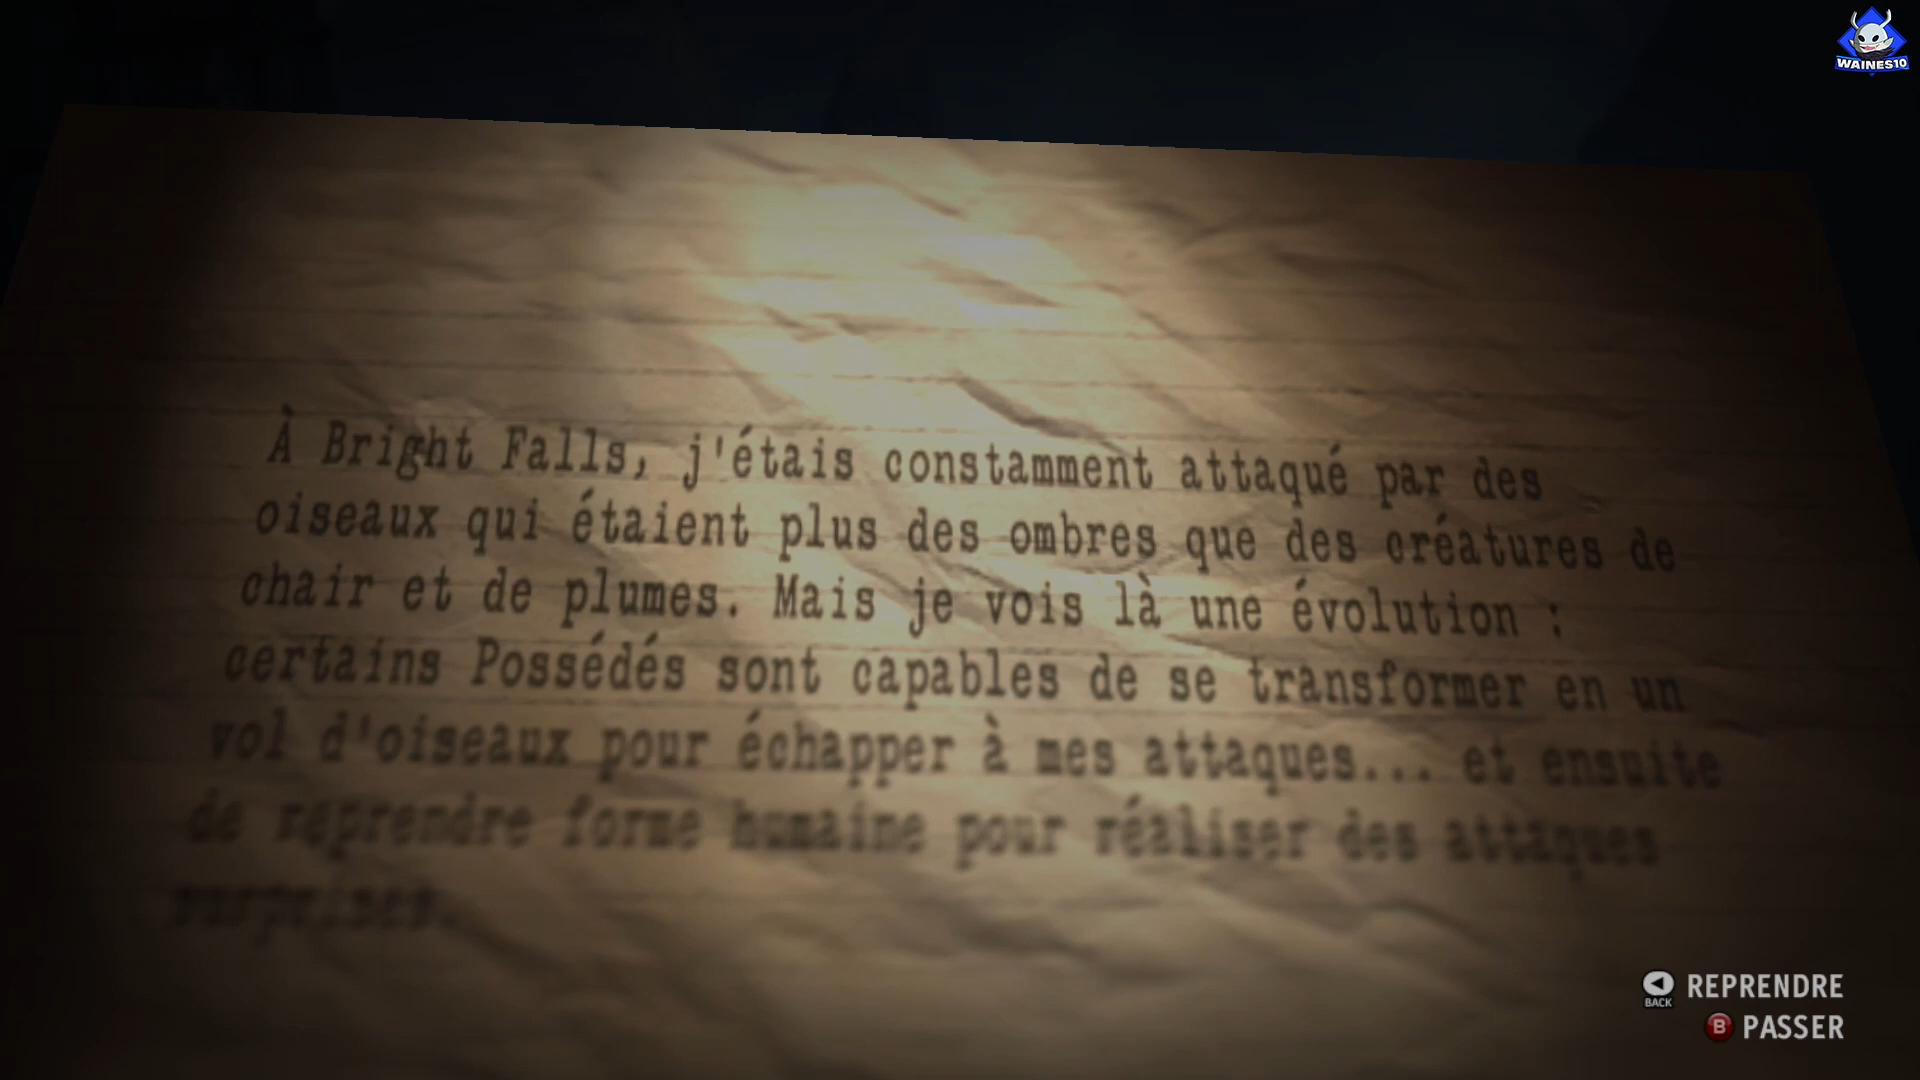 WAINES10
À Bright Falls, j'étais constamment attaqué par des
oiseaux qui étaient plus des ombres que des créatures de
chair et de plumes. Mais je vois là une évolution :
certains Possédés sont capables de se transformer en un
vol d'oiseaux pour échapper à mes attaques... et ensuite
de reprendre forme humaine pour réaliser des attaques
surprises.
BACK REPRENDRE
B PASSER